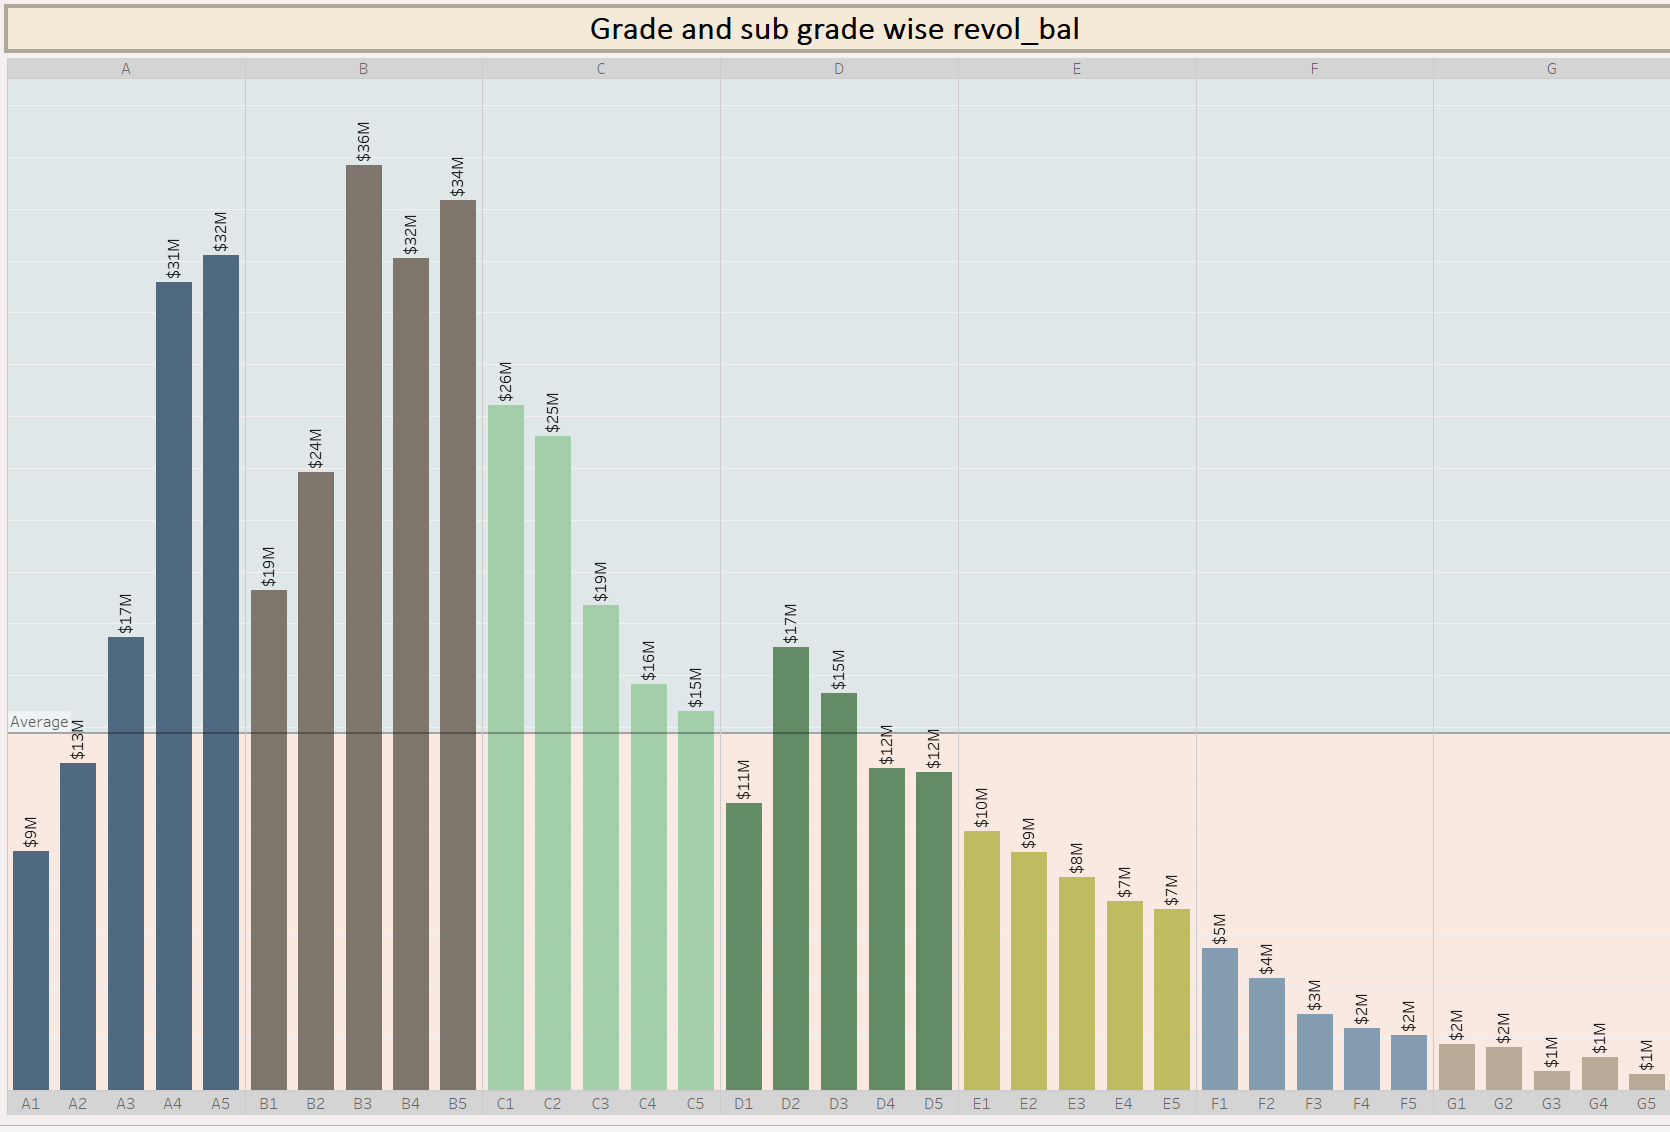 Grade and sub grade wise revol_bal
A B C D E F G
$9M $13M $17M $31M $32M $19M $24M $36M $32M $34M $26M $25M $19M $16M $15M $11M $17M $15M $12M $12M $10M $9M $8M $7M $7M $5M $4M $3M $2M $2M $2M $2M $1M $1M $1M
Average
A1 A2 A3 A4 A5 B1 B2 B3 B4 B5 C1 C2 C3 C4 C5 D1 D2 D3 D4 D5 E1 E2 E3 E4 E5 F1 F2 F3 F4 F5 G1 G2 G3 G4 G5